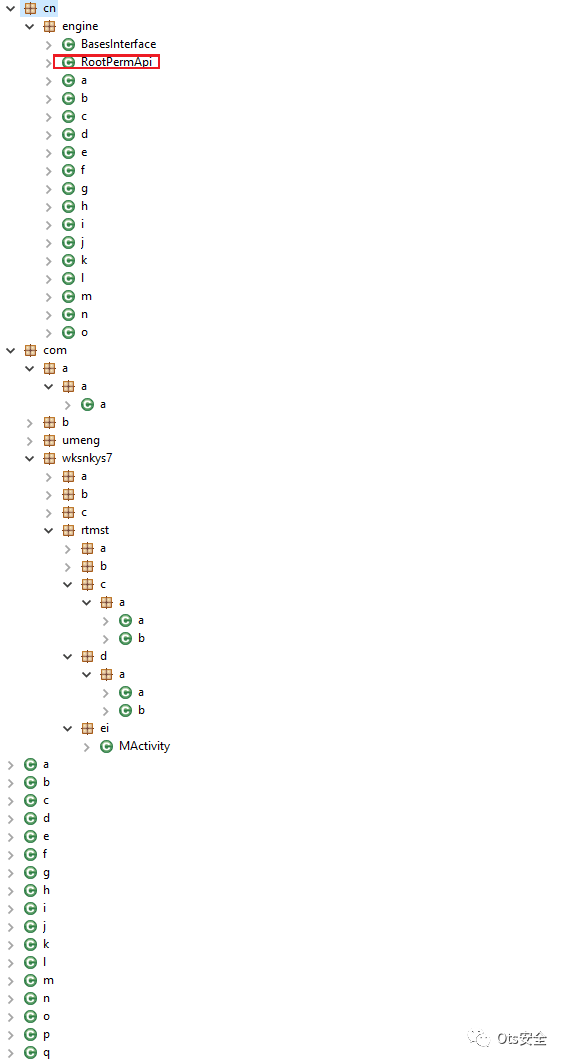 cn
engine
BasesInterface
RootPermApi
a
b
c
d
e
f
g
h
i
j
k
l
m
n
o
com
a
a
a
b
umeng
wksnkys7
a
b
c
rtmst
a
b
c
a
a
b
d
a
a
b
ei
MActivity
a
b
c
d
e
f
g
h
i
j
k
l
m
n
o
p
q
Ots安全